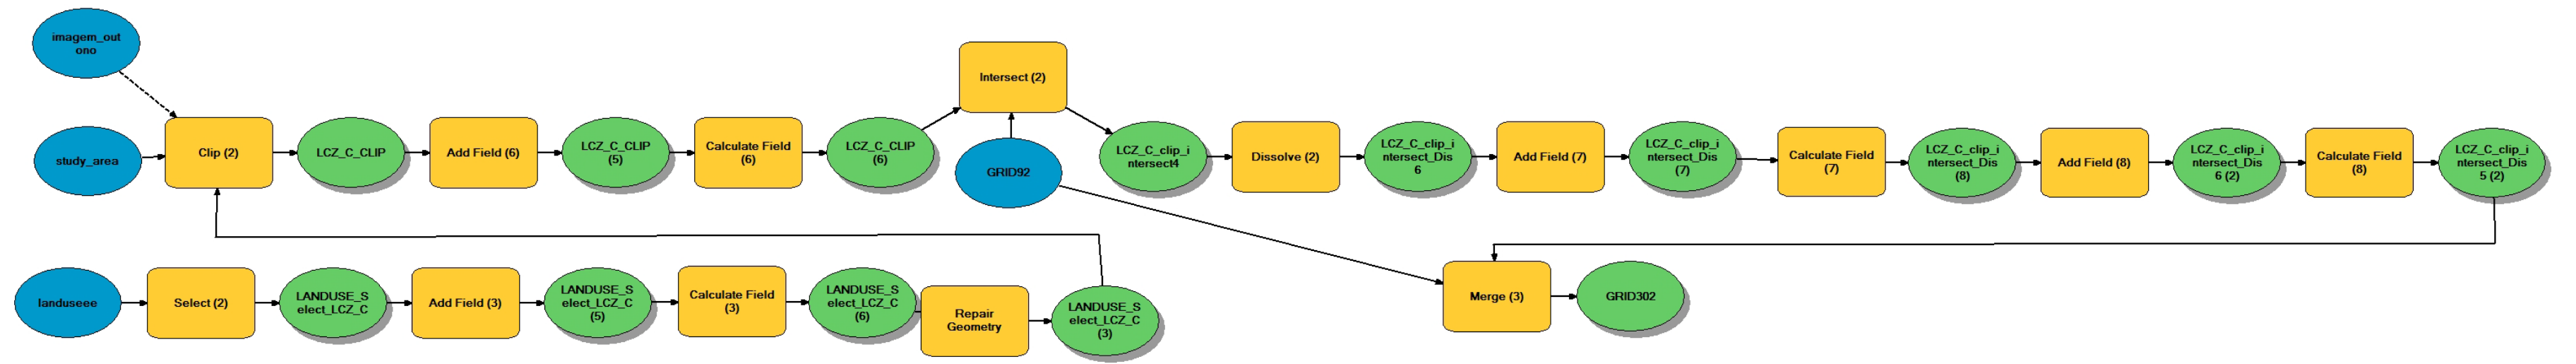 imagem_out
ono
Intersect (2)
study_area
Clip (2)
LCZ_C_CLIP
Add Field (6)
LCZ_C_CLIP
(5)
Calculate Field
(6)
LCZ_C_CLIP
(6)
GRID92
LCZ_C_clip_i
ntersect4
Dissolve (2)
LCZ_C_clip_i
ntersect_Dis
6
Add Field (7)
LCZ_C_clip_i
ntersect_Dis
(7)
Calculate Field
(7)
LCZ_C_clip_i
ntersect_Dis
(8)
Add Field (8)
LCZ_C_clip_i
ntersect_Dis
6 (2)
Calculate Field
(8)
LCZ_C_clip_i
ntersect_Dis
5 (2)
landuseee
Select (2)
LANDUSE_S
elect_LCZ_C
Add Field (3)
LANDUSE_S
elect_LCZ_C
(5)
Calculate Field
(3)
LANDUSE_S
elect_LCZ_C
(6)
Repair
Geometry
LANDUSE_S
elect_LCZ_C
(3)
Merge (3)
GRID302